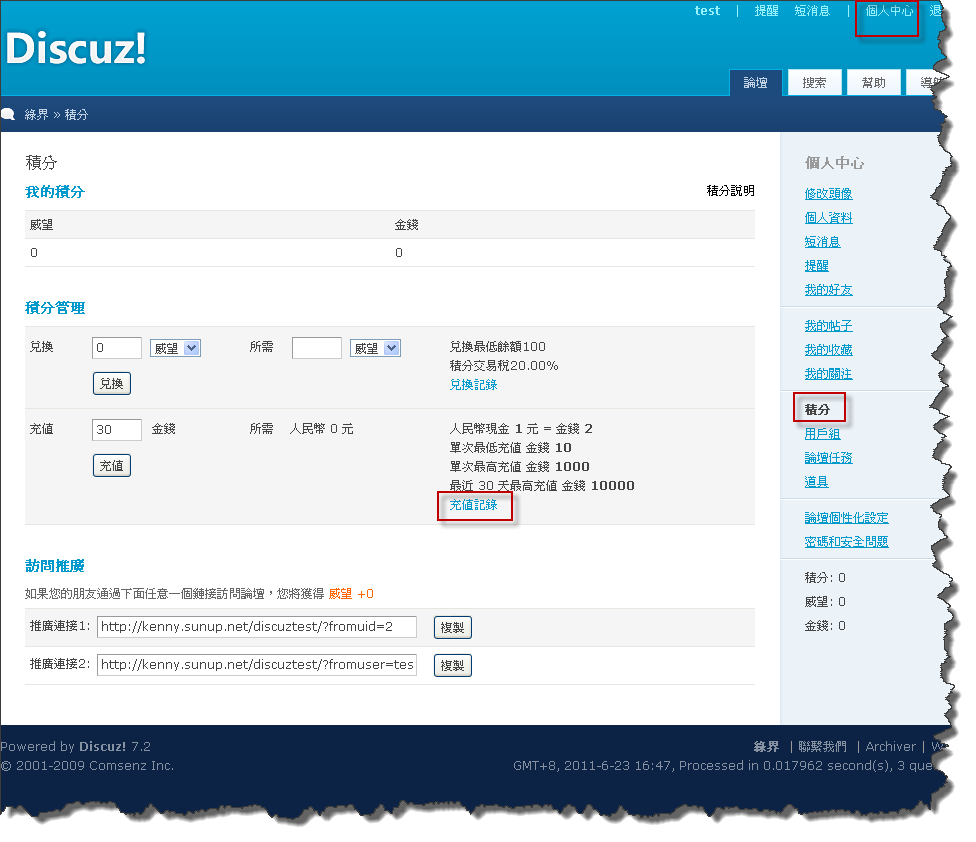 test | 提醒 短消息 | 個人中心 退
Discuz!
論壇 搜索 幫助 導航
綠界 » 積分
積分
我的積分 積分說明
威望 金錢
0 0
積分管理
兌換 0 威望 所需 威望 兌換最低餘額100
積分交易稅20.00%
兌換 兌換記錄
充值 30 金錢 所需 人民幣 0 元 人民幣現金 1 元 = 金錢 2
單次最低充值 金錢 10
充值 單次最高充值 金錢 1000
最近 30 天最高充值 金錢 10000
充值記錄
訪問推廣
如果您的朋友通過下面任意一個鏈接訪問論壇，您將獲得 威望 +0
推廣連接1: http://kenny.sunup.net/discuztest/?fromuid=2 複製
推廣連接2: http://kenny.sunup.net/discuztest/?fromuser=tes 複製
個人中心
修改頭像
個人資料
短消息
提醒
我的好友
我的帖子
我的收藏
我的關注
積分
用戶組
論壇任務
道具
論壇個性化設定
密碼和安全問題
積分: 0
威望: 0
金錢: 0
Powered by Discuz! 7.2 綠界 | 聯繫我們 | Archiver | W
© 2001-2009 Comsenz Inc. GMT+8, 2011-6-23 16:47, Processed in 0.017962 second(s), 3 que